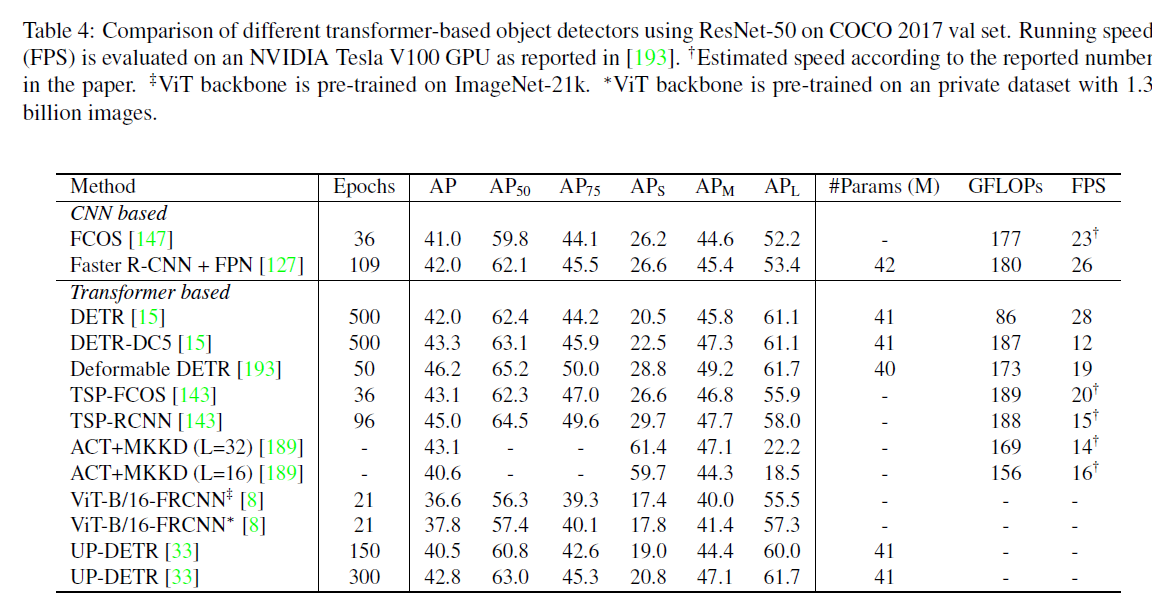 Table 4: Comparison of different transformer-based object detectors using ResNet-50 on COCO 2017 val set. Running speed
(FPS) is evaluated on an NVIDIA Tesla V100 GPU as reported in [193]. †Estimated speed according to the reported number
in the paper. ‡ViT backbone is pre-trained on ImageNet-21k. *ViT backbone is pre-trained on an private dataset with 1.3
billion images.
Method Epochs AP AP50 AP75 APS APM APL #Params (M) GFLOPs FPS
CNN based
FCOS [147] 36 41.0 59.8 44.1 26.2 44.6 52.2 - 177 23†
Faster R-CNN + FPN [127] 109 42.0 62.1 45.5 26.6 45.4 53.4 42 180 26
Transformer based
DETR [15] 500 42.0 62.4 44.2 20.5 45.8 61.1 41 86 28
DETR-DC5 [15] 500 43.3 63.1 45.9 22.5 47.3 61.1 41 187 12
Deformable DETR [193] 50 46.2 65.2 50.0 28.8 49.2 61.7 40 173 19
TSP-FCOS [143] 36 43.1 62.3 47.0 26.6 46.8 55.9 - 189 20†
TSP-RCNN [143] 96 45.0 64.5 49.6 29.7 47.7 58.0 - 188 15†
ACT+MKKD (L=32) [189] - 43.1 - - 61.4 47.1 22.2 - 169 14†
ACT+MKKD (L=16) [189] - 40.6 - - 59.7 44.3 18.5 - 156 16†
ViT-B/16-FRCNN‡ [8] 21 36.6 56.3 39.3 17.4 40.0 55.5 - - -
ViT-B/16-FRCNN* [8] 21 37.8 57.4 40.1 17.8 41.4 57.3 - - -
UP-DETR [33] 150 40.5 60.8 42.6 19.0 44.4 60.0 41 - -
UP-DETR [33] 300 42.8 63.0 45.3 20.8 47.1 61.7 41 - -